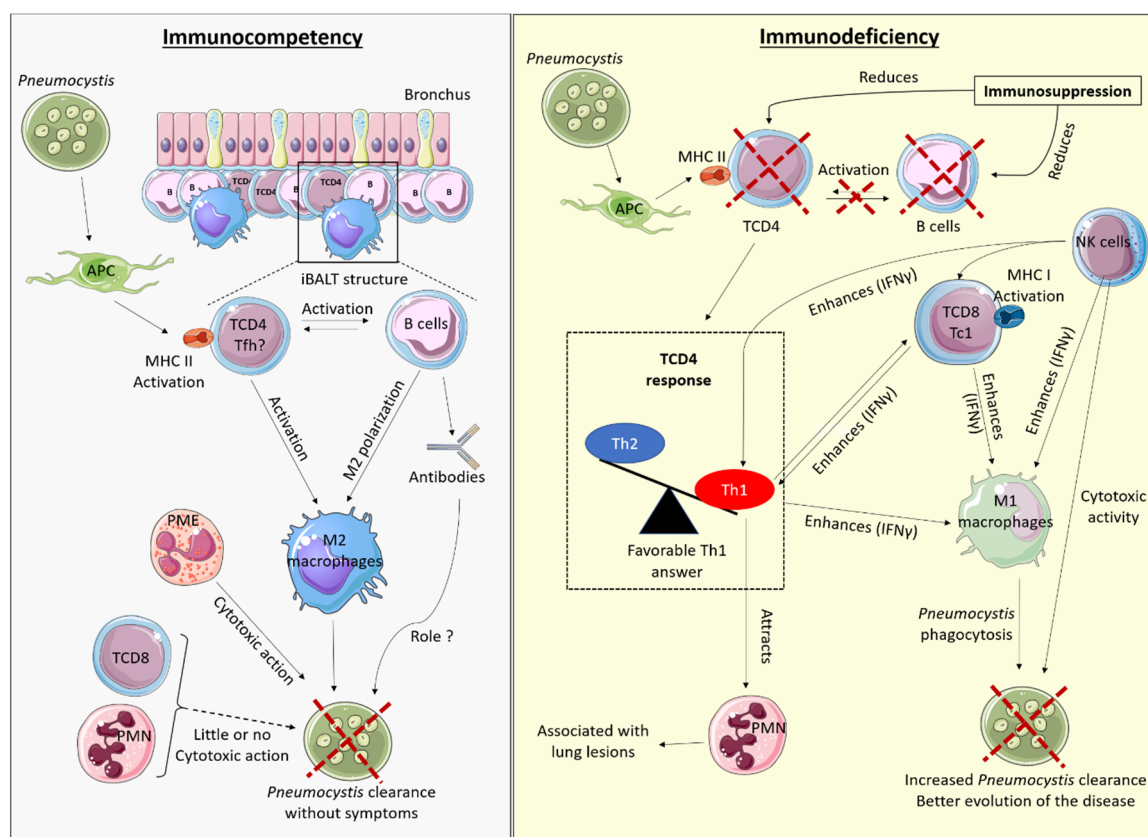 Immunocompetency
Pneumocystis
Bronchus
B
B
TCD4
TCD4
B
TCD4
B
B
B
iBALT structure
APC
MHC II
Activation
TCD4
Tfh?
Activation
B cells
Activation
M2 polarization
Antibodies
PME
M2
macrophages
Cytotoxic action
Role ?
TCD8
PMN
Little or no
Cytotoxic action
Pneumocystis clearance
without symptoms
Immunodeficiency
Pneumocystis
Reduces
Immunosuppression
Reduces
MHC II
APC
Activation
TCD4
B cells
NK cells
Enhances (IFNγ)
MHC I
Activation
TCD8
Tc1
TCD4
response
Th2
Th1
Favorable Th1
answer
Enhances (IFNγ)
Enhances
(IFNγ)
Enhances (IFNγ)
Enhances (IFNγ)
M1
macrophages
Cytotoxic
activity
Attracts
Pneumocystis
phagocytosis
PMN
Associated with
lung lesions
Increased Pneumocystis clearance
Better evolution of the disease